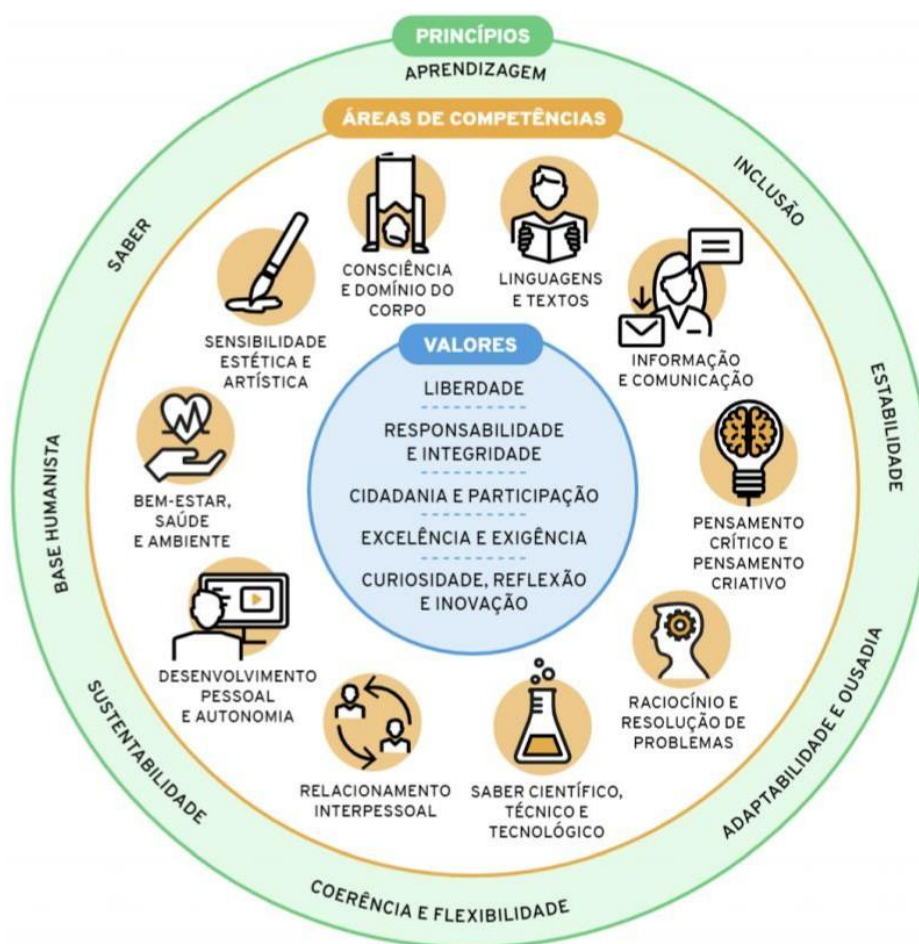 PRINCÍPIOS
APRENDIZAGEM
INCLUSÃO
ESTABILIDADE
ADAPTABILIDADE E OUSADIA
COERÊNCIA E FLEXIBILIDADE
SUSTENTABILIDADE
BASE HUMANISTA
SABER
ÁREAS DE COMPETÊNCIAS
LINGUAGENS
E TEXTOS
INFORMAÇÃO
E COMUNICAÇÃO
PENSAMENTO
CRÍTICO E
PENSAMENTO
CRIATIVO
RACIOCÍNIO E
RESOLUÇÃO DE
PROBLEMAS
SABER CIENTÍFICO,
TÉCNICO E
TECNOLÓGICO
RELACIONAMENTO
INTERPESSOAL
DESENVOLVIMENTO
PESSOAL
E AUTONOMIA
BEM-ESTAR,
SAÚDE
E AMBIENTE
SENSIBILIDADE
ESTÉTICA E
ARTÍSTICA
CONSCIÊNCIA
E DOMÍNIO DO
CORPO
VALORES
LIBERDADE
RESPONSABILIDADE
E INTEGRIDADE
CIDADANIA E PARTICIPAÇÃO
EXCELÊNCIA E EXIGÊNCIA
CURIOSIDADE, REFLEXÃO
E INOVAÇÃO